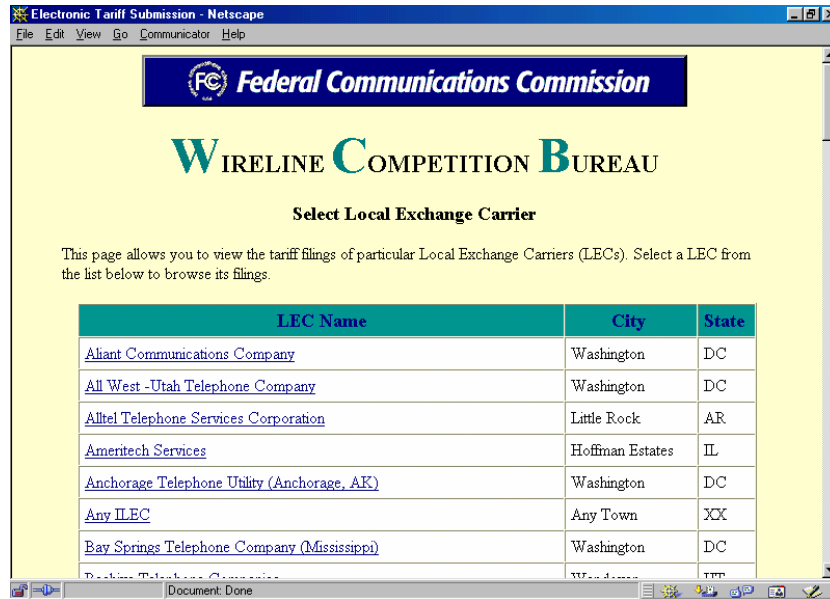 Electronic Tariff Submission - Netscape
File Edit View Go Communicator Help
FC Federal Communications Commission
WIRELINE COMPETITION BUREAU
Select Local Exchange Carrier
This page allows you to view the tariff filings of particular Local Exchange Carriers (LECs). Select a LEC from
the list below to browse its filings.
LEC Name City State
Aliant Communications Company Washington DC
All West -Utah Telephone Company Washington DC
Alltel Telephone Services Corporation Little Rock AR
Ameritech Services Hoffman Estates IL
Anchorage Telephone Utility (Anchorage, AK) Washington DC
Any ILEC Any Town XX
Bay Springs Telephone Company (Mississippi) Washington DC
Document: Done